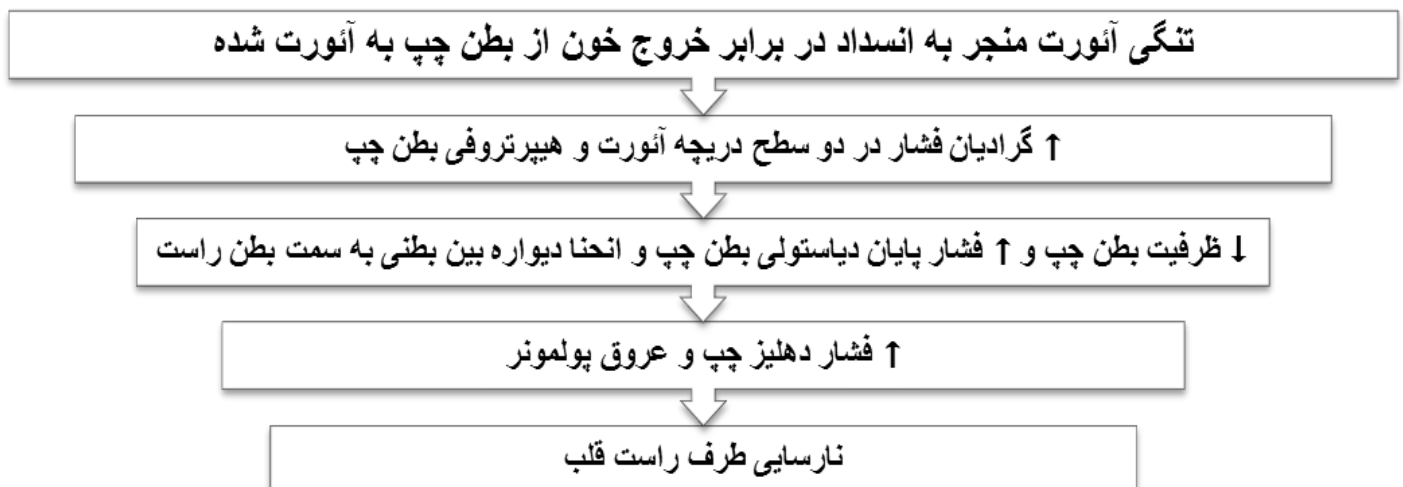 تنگی آئورت منجر به انسداد در برابر خروج خون از بطن چپ به آئورت شده
↑ گرادیان فشار در دو سطح دریچه آئورت و هیپرتروفی بطن چپ
↓ ظرفیت بطن چپ و ↑ فشار پایان دیاستولی بطن چپ و انحنا دیواره بین بطنی به سمت بطن راست
↑ فشار دهلیز چپ و عروق پولمونر
نارسایی طرف راست قلب